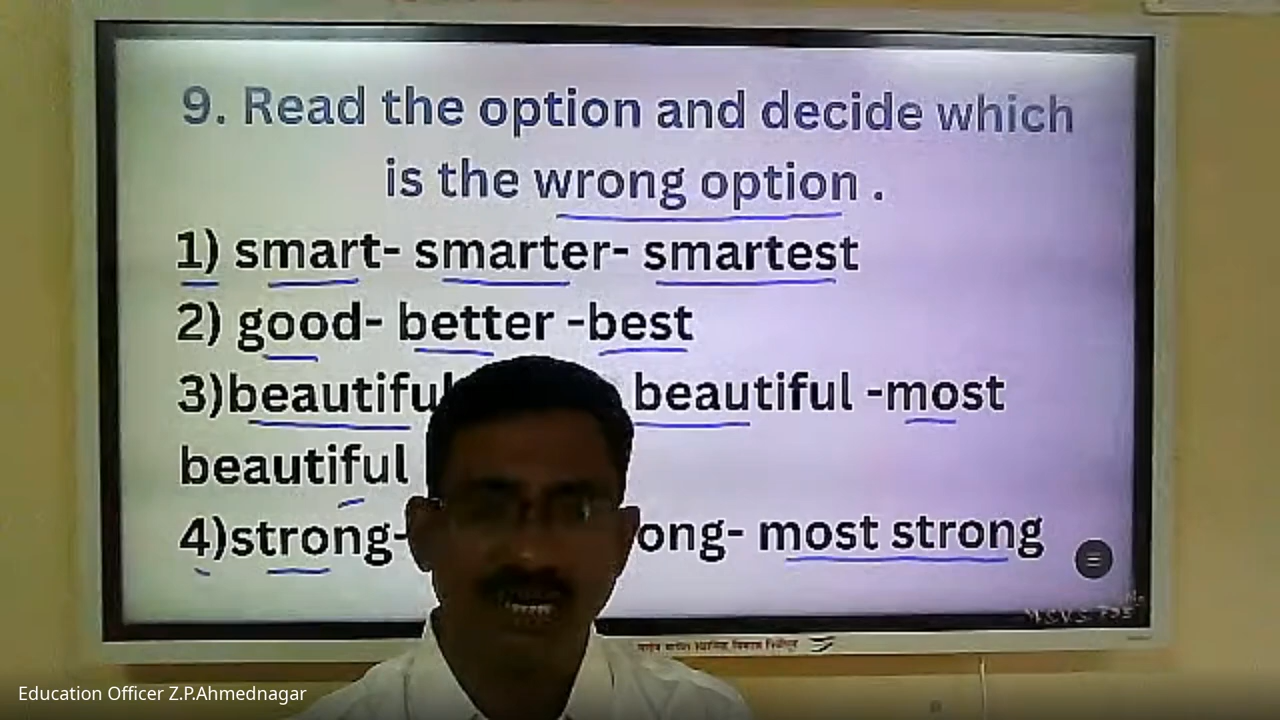 9. Read the option and decide which
is the wrong option .
1) smart- smarter- smartest
2) good- better -best
3)beautiful beautiful -most
beautiful
4)strong- ong- most strong
Education Officer Z.P.Ahmednagar